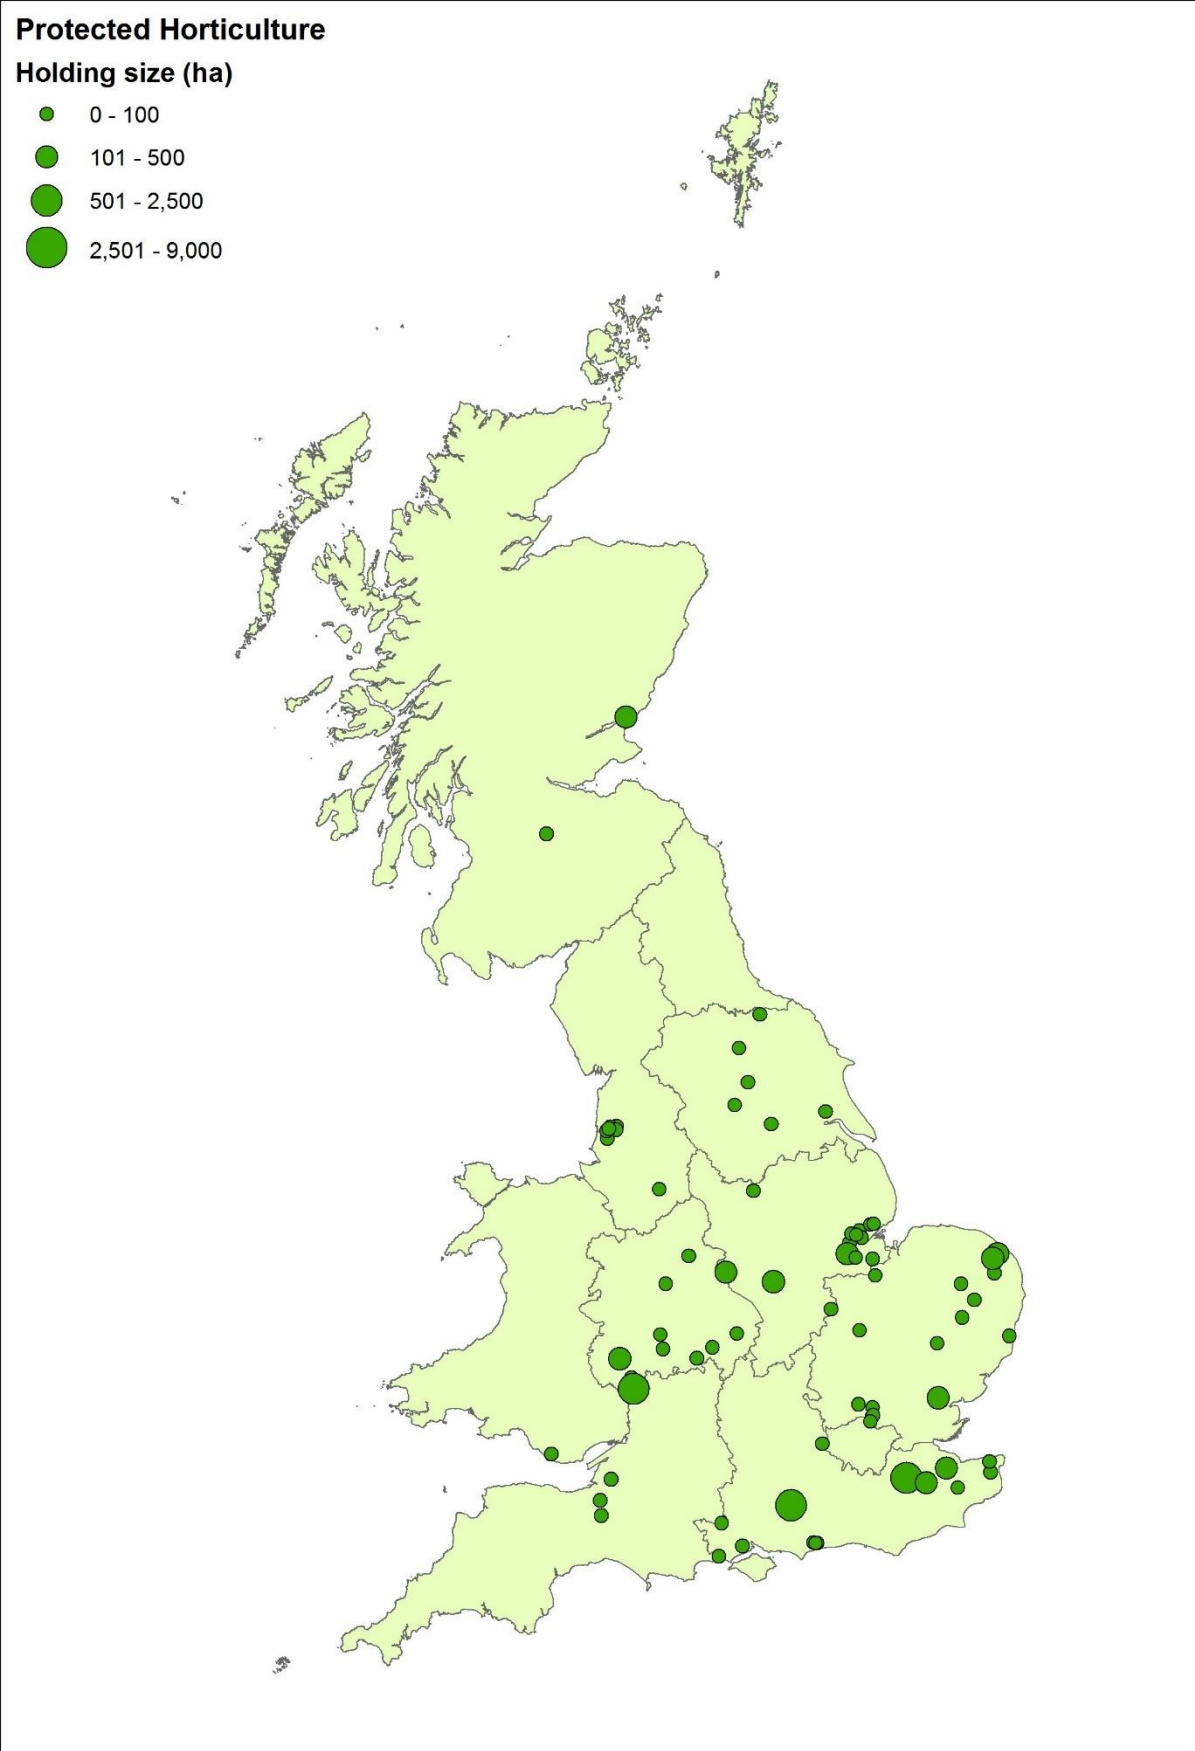 Protected Horticulture
Holding size (ha)
0 - 100
101 - 500
501 - 2,500
2,501 - 9,000